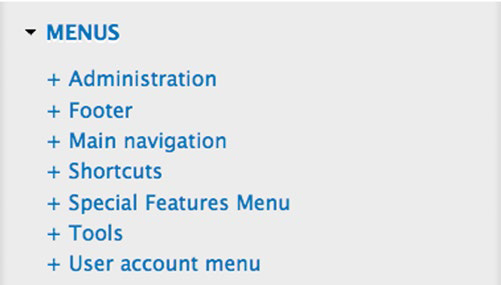 MENUS
+ Administration
+ Footer
+ Main navigation
+ Shortcuts
+ Special Features Menu
+ Tools
+ User account menu